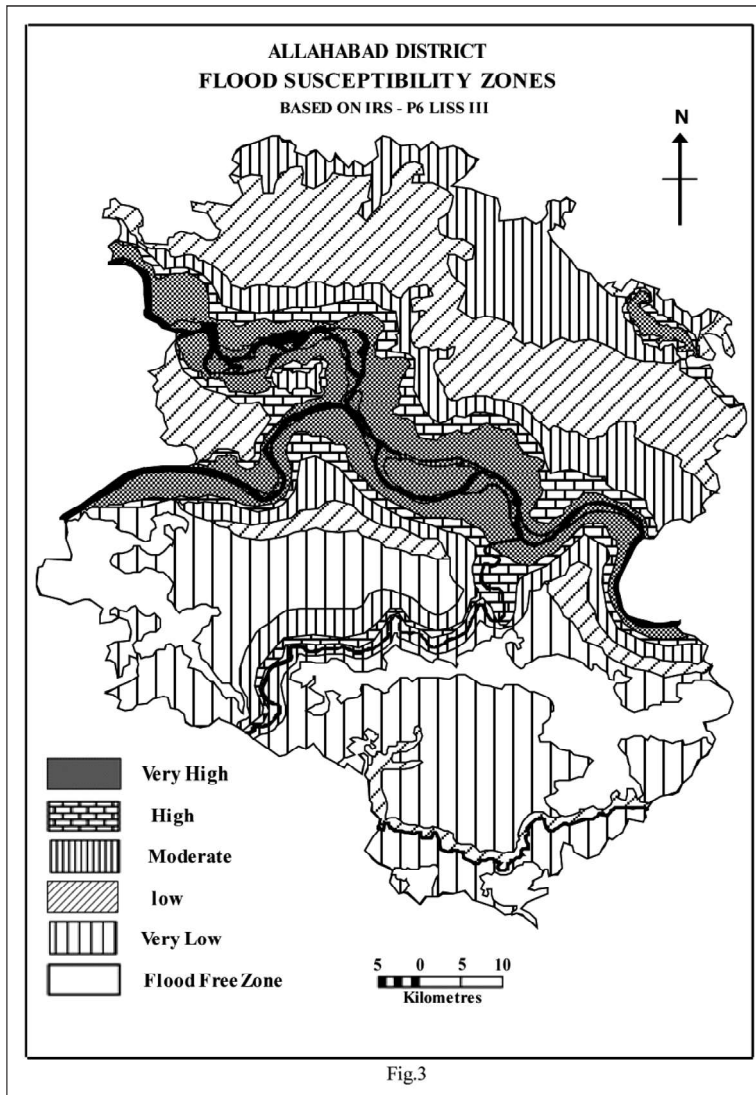 ALLAHABAD DISTRICT
FLOOD SUSCEPTIBILITY ZONES
BASED ON IRS - P6 LISS III
N
Very High
High
Moderate
low
Very Low
Flood Free Zone
5 0 5 10
Kilometres
Fig.3